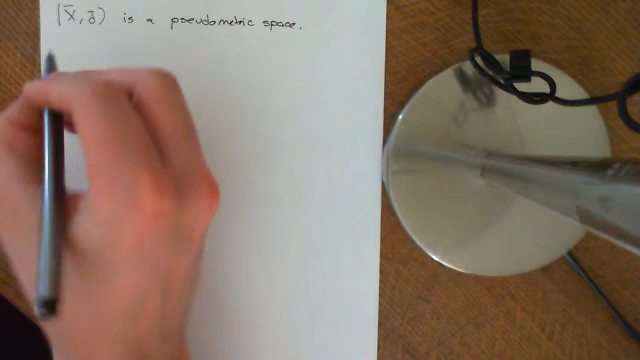 (X̄, d̄) is a pseudometric space.